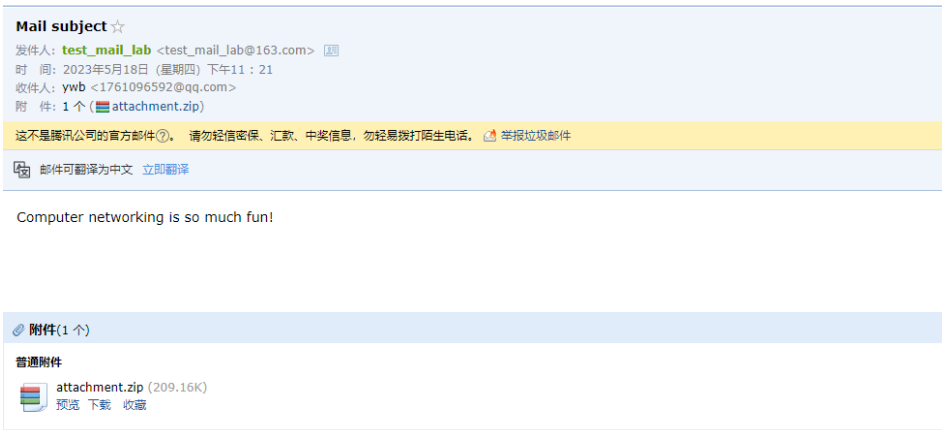 Mail subject ☆
发件人: test_mail_lab <test_mail_lab@163.com>
时 间: 2023年5月18日 (星期四) 下午11 : 21
收件人: ywb <1761096592@qq.com>
附 件: 1 个 (attachment.zip)
这不是腾讯公司的官方邮件?。 请勿轻信密保、汇款、中奖信息,勿轻易拨打陌生电话。 举报垃圾邮件
邮件可翻译为中文 立即翻译
Computer networking is so much fun!
附件(1 个)
普通附件
attachment.zip (209.16K)
预览 下载 收藏